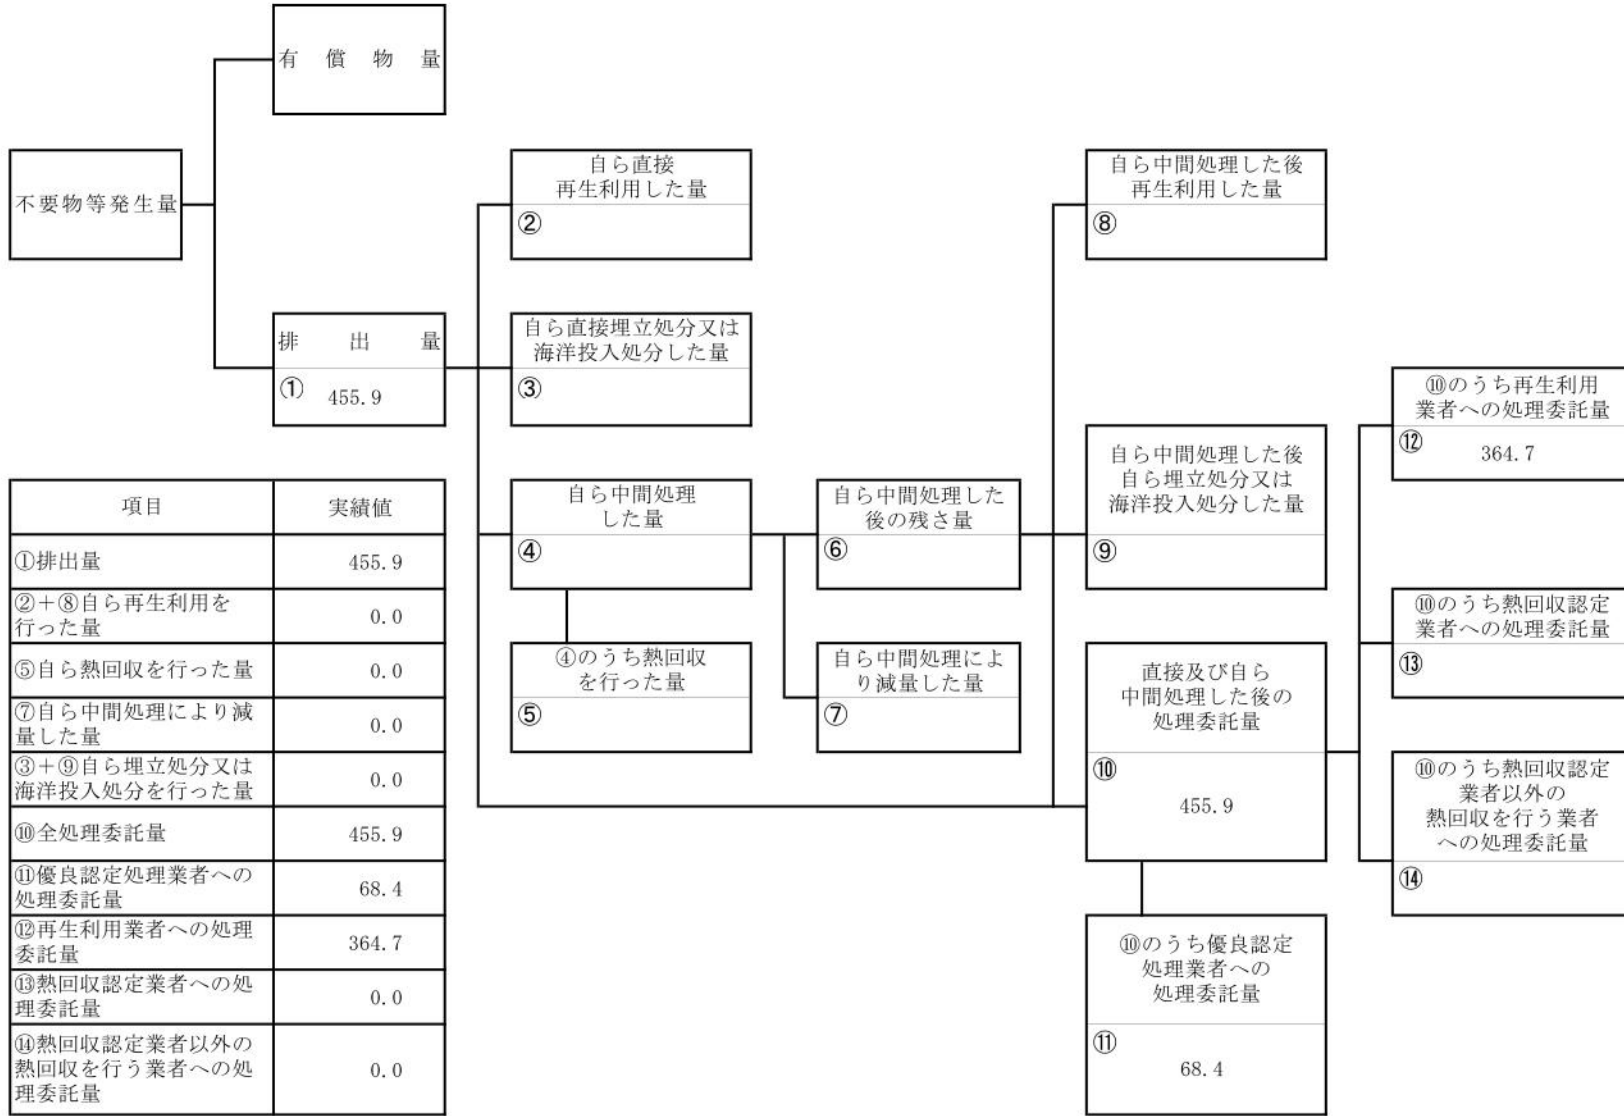 有償物量
不要物等発生量
排出量
① 455.9
自ら直接
再生利用した量
②
自ら直接埋立処分又は
海洋投入処分した量
③
自ら中間処理
した量
④
④のうち熱回収
を行った量
⑤
自ら中間処理した
後の残さ量
⑥
自ら中間処理によ
り減量した量
⑦
自ら中間処理した後
再生利用した量
⑧
自ら中間処理した後
自ら埋立処分又は
海洋投入処分した量
⑨
直接及び自ら
中間処理した後の
処理委託量
⑩
455.9
⑩のうち優良認定
処理業者への
処理委託量
⑪
68.4
⑩のうち再生利用
業者への処理委託量
⑫
364.7
⑩のうち熱回収認定
業者への処理委託量
⑬
⑩のうち熱回収認定
業者以外の
熱回収を行う業者
への処理委託量
⑭
項目 実績値
①排出量 455.9
②+⑧自ら再生利用を
行った量 0.0
⑤自ら熱回収を行った量 0.0
⑦自ら中間処理により減
量した量 0.0
③+⑨自ら埋立処分又は
海洋投入処分を行った量 0.0
⑩全処理委託量 455.9
⑪優良認定処理業者への
処理委託量 68.4
⑫再生利用業者への処理
委託量 364.7
⑬熱回収認定業者への処
理委託量 0.0
⑭熱回収認定業者以外の
熱回収を行う業者への処
理委託量 0.0